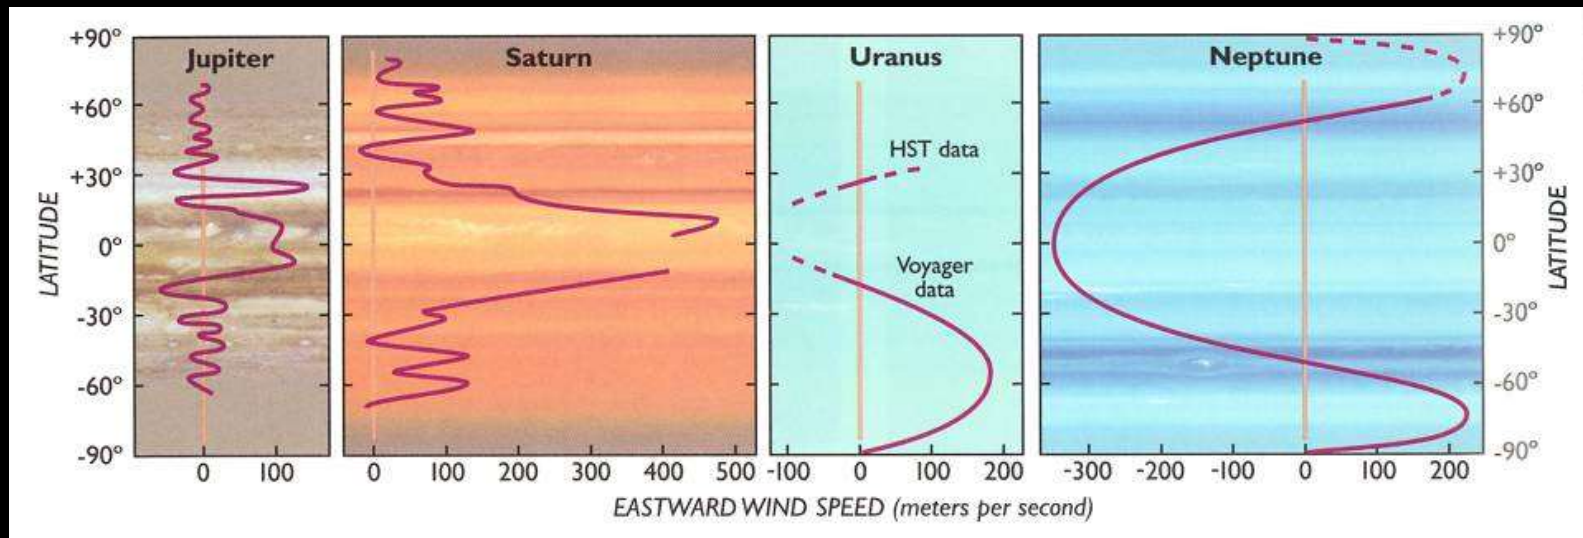 Jupiter
Saturn
Uranus
Neptune
+90°
+60°
+30°
0°
-30°
-60°
-90°
LATITUDE
HST data
Voyager
data
+90°
+60°
+30°
0°
-30°
-60°
-90°
LATITUDE
0 100
0 100 200 300 400 500
-100 0 100 200
-300 -200 -100 0 100 200
EASTWARD WIND SPEED (meters per second)